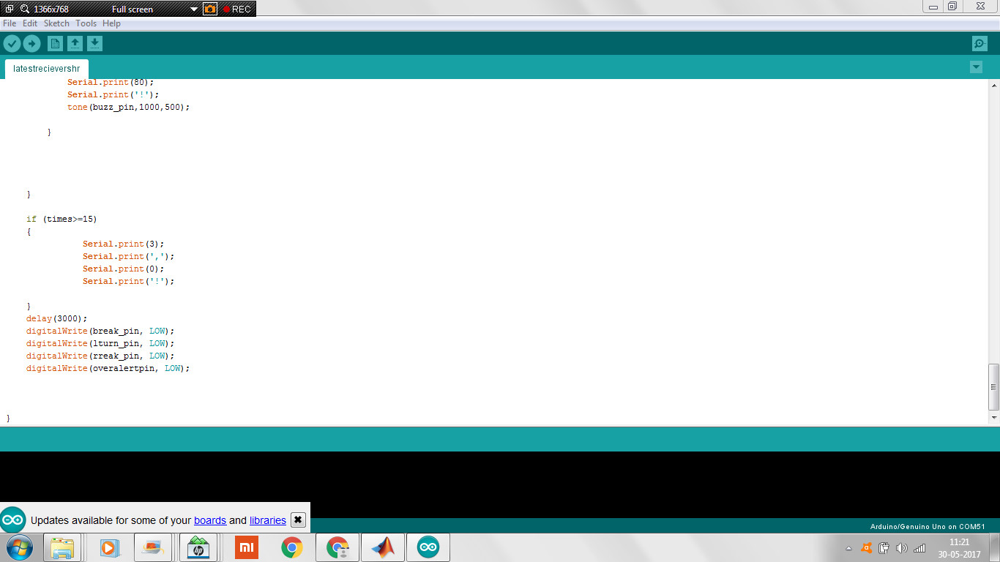 1366x768 Full screen REC
File Edit Sketch Tools Help
latestrecievershr
Serial.print(80);
Serial.print('!');
tone(buzz_pin,1000,500);
}
}
if (times>=15)
{
Serial.print(3);
Serial.print(',');
Serial.print(0);
Serial.print('!');
}
delay(3000);
digitalWrite(break_pin, LOW);
digitalWrite(lturn_pin, LOW);
digitalWrite(rreak_pin, LOW);
digitalWrite(overalertpin, LOW);
}
Updates available for some of your boards and libraries
Arduino/Genuino Uno on COM51
hp
mi
11:21
30-05-2017